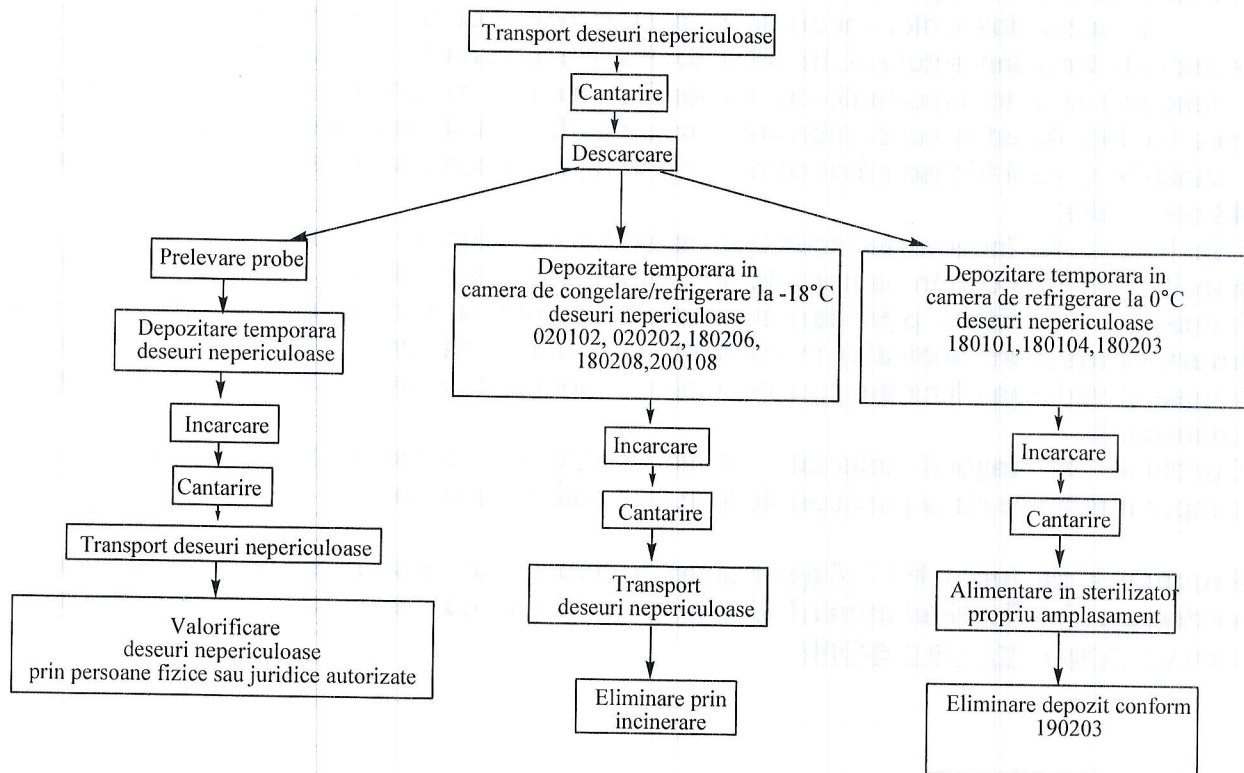 Transport deseuri nepericuloase
Cantarire
Descarcare
Prelevare probe
Depozitare temporara
deseuri nepericuloase
Incarcare
Cantarire
Transport deseuri nepericuloase
Valorificare
deseuri nepericuloase
prin persoane fizice sau juridice autorizate
Depozitare temporara in
camera de congelare/refrigerare la -18°C
deseuri nepericuloase
020102, 020202,180206,
180208,200108
Incarcare
Cantarire
Transport
deseuri nepericuloase
Eliminare prin
incinerare
Depozitare temporara in
camera de refrigerare la 0°C
deseuri nepericuloase
180101,180104,180203
Incarcare
Cantarire
Alimentare in sterilizator
propriu amplasament
Eliminare depozit conform
190203